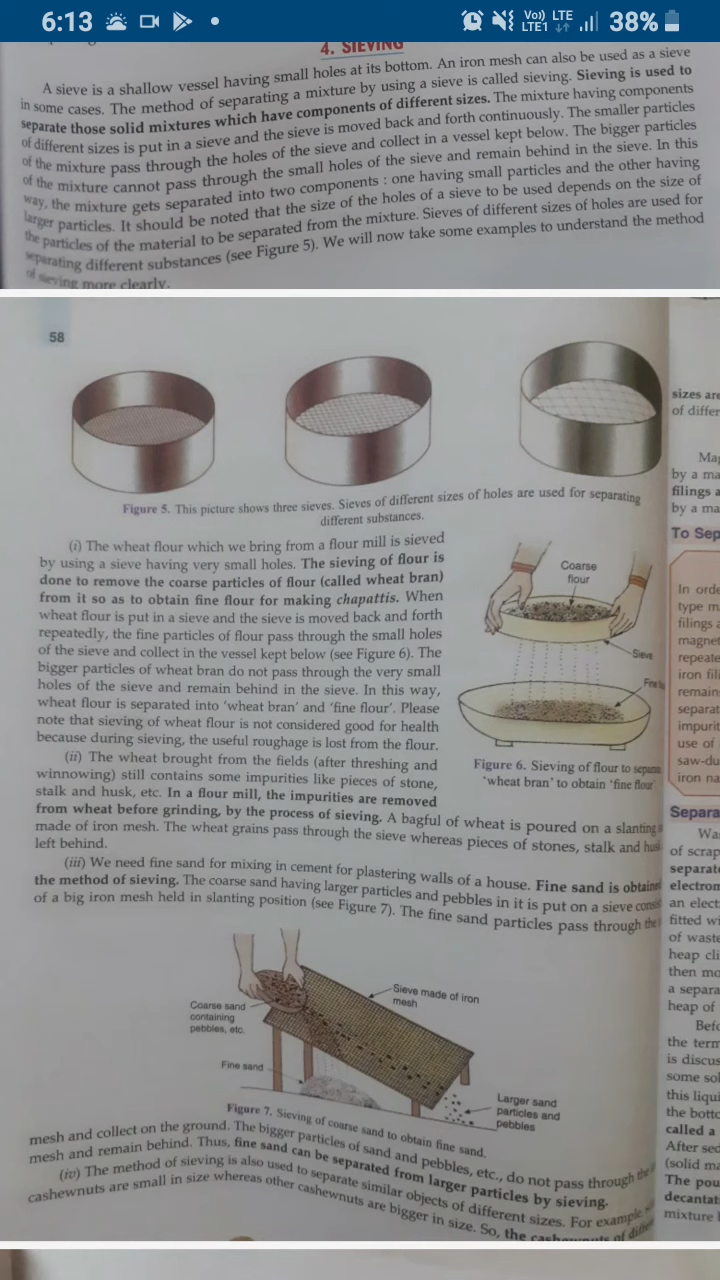 6:13
Vo)) LTE
LTE1
38%
4. SIEVING
A sieve is a shallow vessel having small holes at its bottom. An iron mesh can also be used as a sieve
in some cases. The method of separating a mixture by using a sieve is called sieving. Sieving is used to
separate those solid mixtures which have components of different sizes. The mixture having components
of different sizes is put in a sieve and the sieve is moved back and forth continuously. The smaller particles
of the mixture pass through the holes of the sieve and collect in a vessel kept below. The bigger particles
of the mixture cannot pass through the small holes of the sieve and remain behind in the sieve. In this
way, the mixture gets separated into two components : one having small particles and the other having
larger particles. It should be noted that the size of the holes of a sieve to be used depends on the size of
the particles of the material to be separated from the mixture. Sieves of different sizes of holes are used for
separating different substances (see Figure 5). We will now take some examples to understand the method
of sieving more clearly.
58
Figure 5. This picture shows three sieves. Sieves of different sizes of holes are used for separating
different substances.
(i) The wheat flour which we bring from a flour mill is sieved
by using a sieve having very small holes. The sieving of flour is
done to remove the coarse particles of flour (called wheat bran)
from it so as to obtain fine flour for making chapattis. When
wheat flour is put in a sieve and the sieve is moved back and forth
repeatedly, the fine particles of flour pass through the small holes
of the sieve and collect in the vessel kept below (see Figure 6). The
bigger particles of wheat bran do not pass through the very small
holes of the sieve and remain behind in the sieve. In this way,
wheat flour is separated into 'wheat bran' and 'fine flour'. Please
note that sieving of wheat flour is not considered good for health
because during sieving, the useful roughage is lost from the flour.
Coarse
flour
Sieve
Fine
Figure 6. Sieving of flour to
'wheat bran' to obtain 'fine flour'
(ii) The wheat brought from the fields (after threshing and
winnowing) still contains some impurities like pieces of stone,
stalk and husk, etc. In a flour mill, the impurities are removed
from wheat before grinding, by the process of sieving. A bagful of wheat is poured on a slanting
made of iron mesh. The wheat grains pass through the sieve whereas pieces of stones, stalk and
left behind.
(iii) We need fine sand for mixing in cement for plastering walls of a house. Fine sand is
the method of sieving. The coarse sand having larger particles and pebbles in it is put on a sieve
of a big iron mesh held in slanting position (see Figure 7). The fine sand particles pass through the
Coarse sand
containing
pebbles, etc.
Sieve made of iron
mesh
Fine sand
Larger sand
particles and
pebbles
Figure 7. Sieving of coarse sand to obtain fine sand.
mesh and collect on the ground. The bigger particles of sand and pebbles, etc., do not pass through the
mesh and remain behind. Thus, fine sand can be separated from larger particles by sieving.
(iv) The method of sieving is also used to separate similar objects of different sizes. For example
cashewnuts are small in size whereas other cashewnuts are bigger in size. So, the cashewnuts of
sizes are
of differ
Mag
by a ma
filings a
by a ma
To Sep
In orde
type m
filings a
magnet
repeate
iron fili
remain
separat
impurit
use of
saw-du
iron na
Separa
Was
of scrap
separate
electrom
an elect
fitted wi
of waste
heap cli
then mo
a separa
heap of
Befo
the term
is discus
some sol
this liqui
the botto
called a
After sed
(solid ma
The pou
decantat
mixture